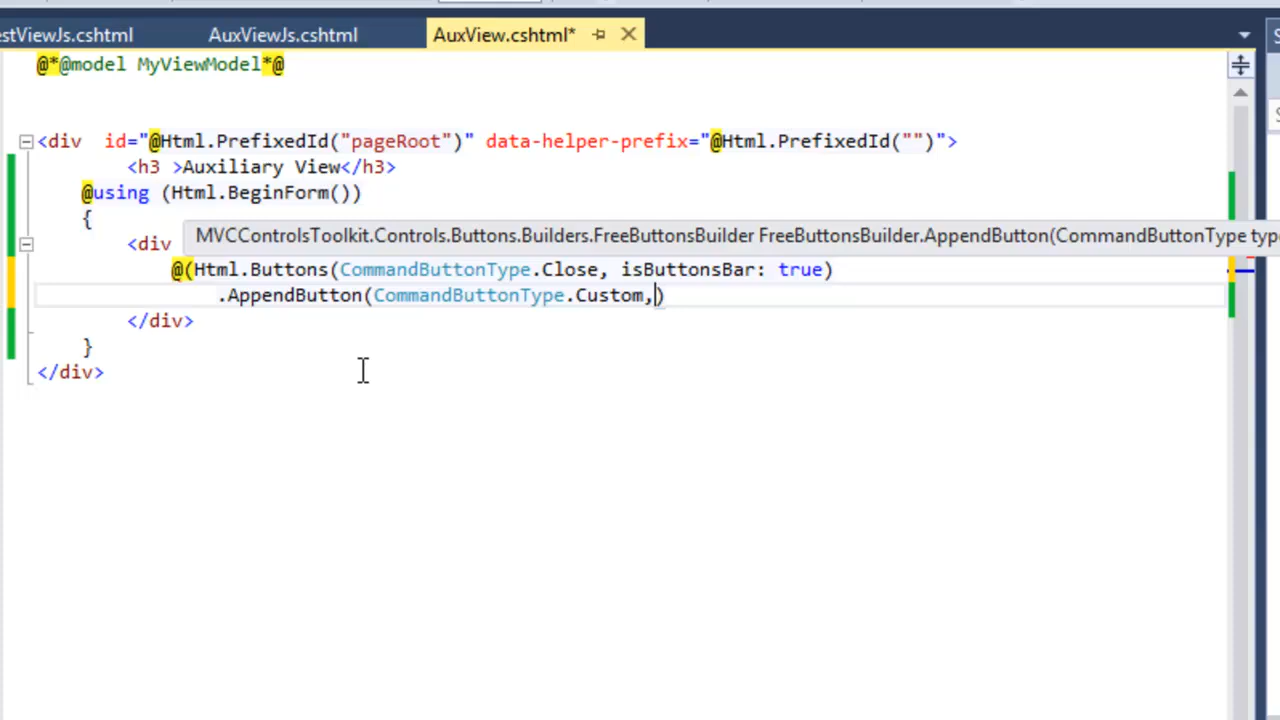 estViewJs.cshtml AuxViewJs.cshtml AuxView.cshtml*
@*@model MyViewModel*@
<div  id="@Html.PrefixedId("pageRoot")" data-helper-prefix="@Html.PrefixedId("")">
<h3 >Auxiliary View</h3>
@using (Html.BeginForm())
{
MVCControlsToolkit.Controls.Buttons.Builders.FreeButtonsBuilder FreeButtonsBuilder.AppendButton(CommandButtonType type
<div
@(Html.Buttons(CommandButtonType.Close, isButtonsBar: true)
.AppendButton(CommandButtonType.Custom,)
</div>
}
</div>